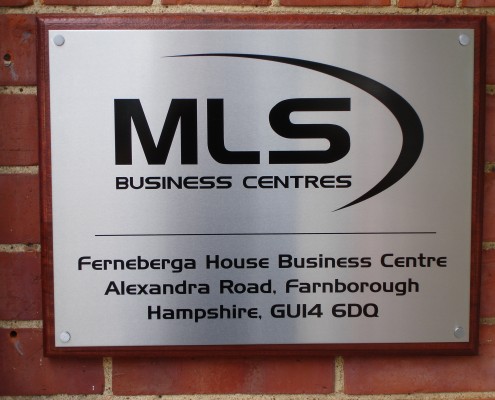 MLS
BUSINESS CENTRES
Ferneberga House Business Centre
Alexandra Road, Farnborough
Hampshire, GU14 6DQ